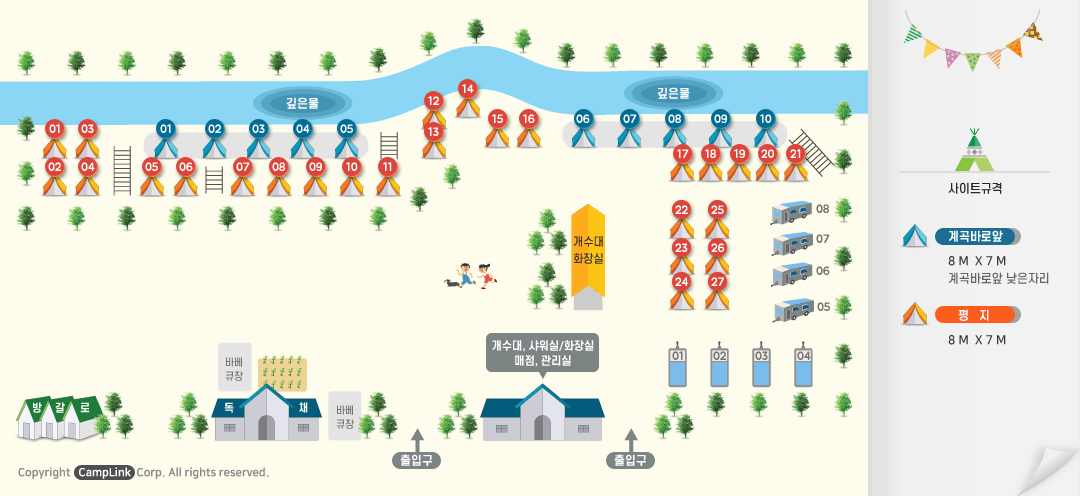 깊은물
깊은물
14
12
01 03
01 02 03 04 05
13
15 16
06 07 08 09 10
02 04
05 06 07 08 09 10 11
17 18 19 20 21
22 25
08
23 26
07
24 27
06
05
개수대
화장실
개수대, 샤워실/화장실
매점, 관리실
01 02 03 04
바베
큐장
방 갈 로
독 채
바베
큐장
출입구
출입구
Copyright CampLink Corp. All rights reserved.
사이트규격
계곡바로앞
8 M X 7 M
계곡바로앞 낮은자리
평 지
8 M X 7 M